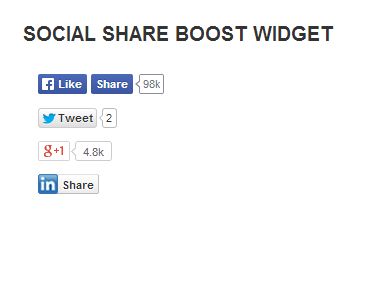 SOCIAL SHARE BOOST WIDGET
f Like Share 98k
Tweet 2
g+1 4.8k
in Share